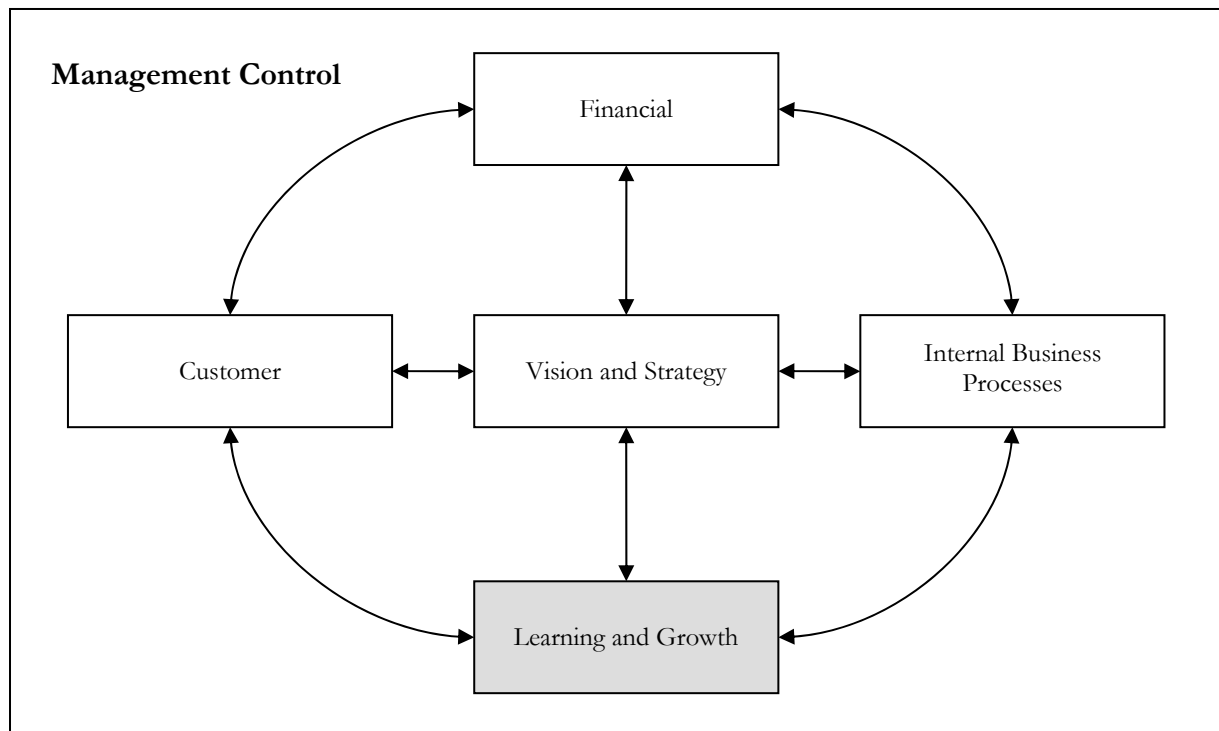 Management Control
Financial
Customer
Vision and Strategy
Internal Business
Processes
Learning and Growth